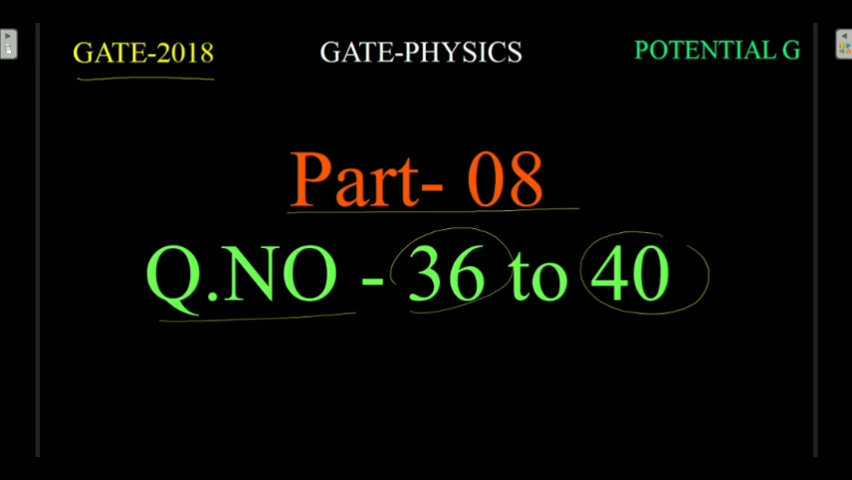 GATE-2018 GATE-PHYSICS POTENTIAL G
Part- 08
Q.NO - 36 to 40